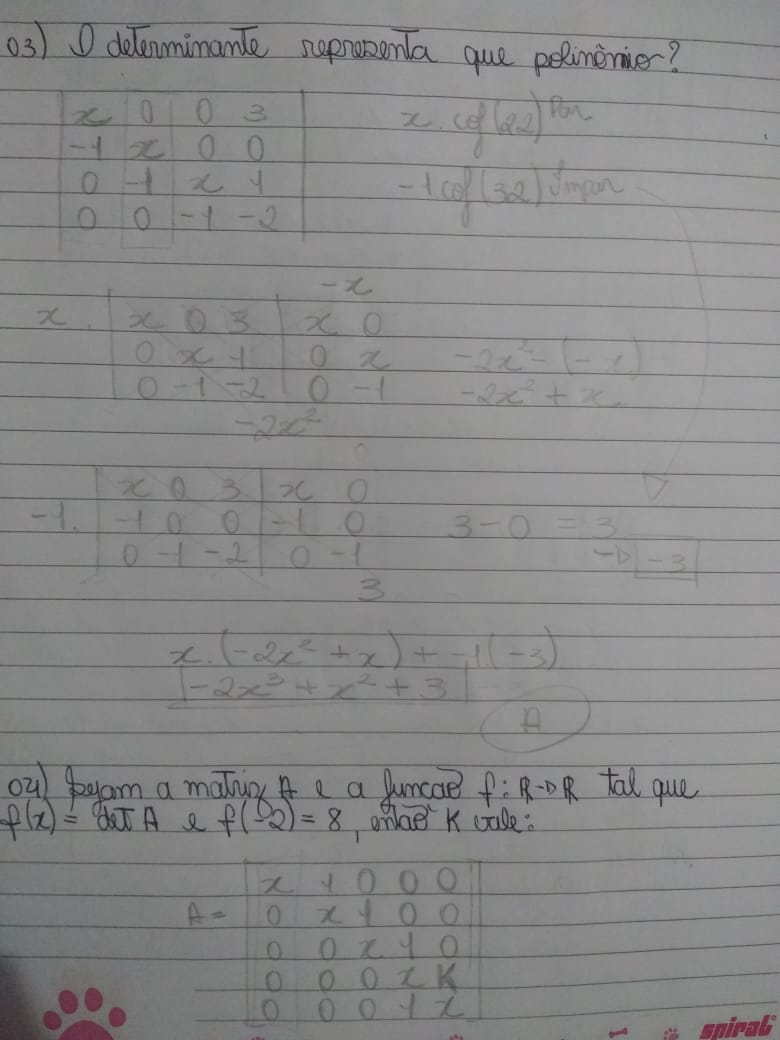 03) O determinante representa que polinômio?
x 0 0 3 x. cof(22) Par
-1 x 0 0
0 -1 x 1 -1.cof(32) Ímpar
0 0 -1 -2
-x
x. x 0 3 x 0
0 x 1 0 x -2x²-(-x)
0 -1 -2 0 -1 -2x² + x
-2x²
0
x 0 3 x 0
-1. -1 0 0 -1 0 3-0 = 3
0 -1 -2 0 -1 -3
3
x.(-2x² + x) + -1(-3)
-2x³ + x² + 3
A
04) Sejam a matriz A e a funcão f: R→R tal que
f(x) = det A e f(-2) = 8, então K vale:
x 1 0 0 0
A= 0 x 1 0 0
0 0 x 1 0
0 0 0 x K
0 0 0 1 x
spiral